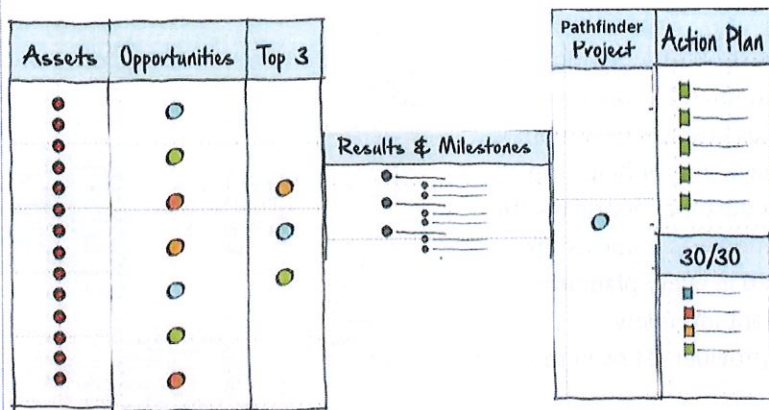 Assets
Opportunities
Top 3
Results & Milestones
Pathfinder
Project
Action Plan
30/30